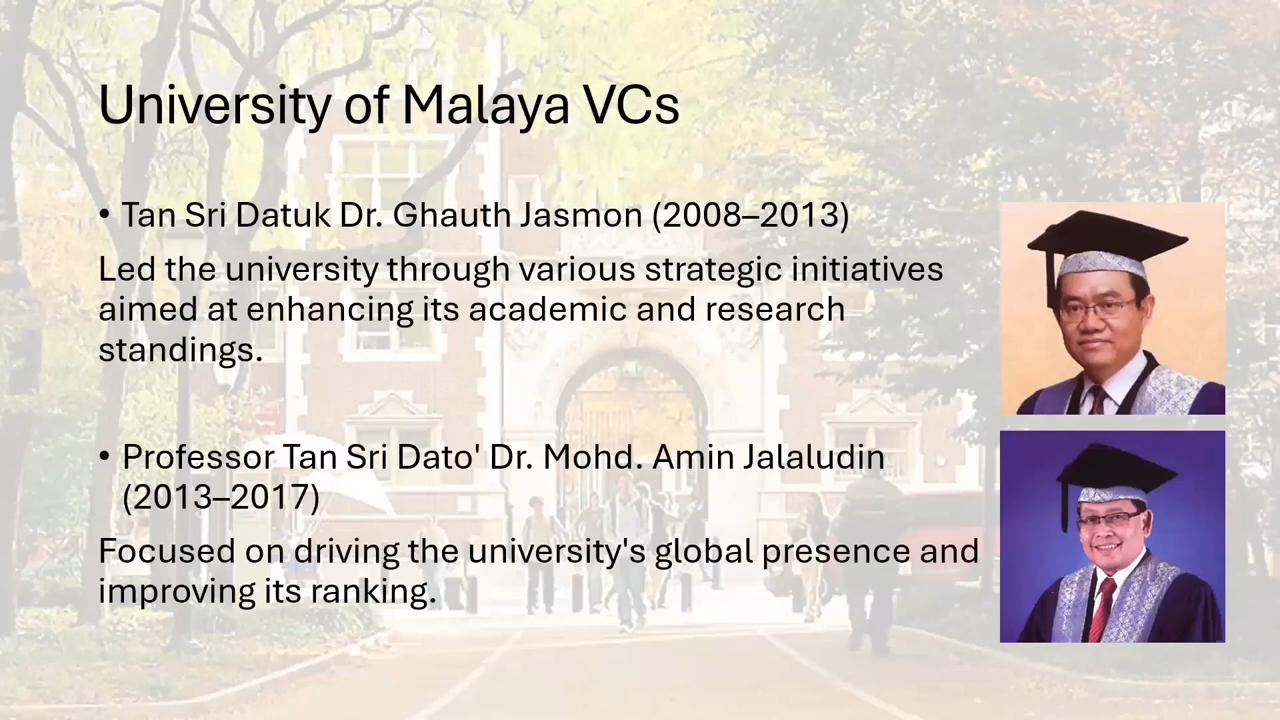 University of Malaya VCs
• Tan Sri Datuk Dr. Ghauth Jasmon (2008–2013)
Led the university through various strategic initiatives
aimed at enhancing its academic and research
standings.
• Professor Tan Sri Dato' Dr. Mohd. Amin Jalaludin
(2013–2017)
Focused on driving the university's global presence and
improving its ranking.